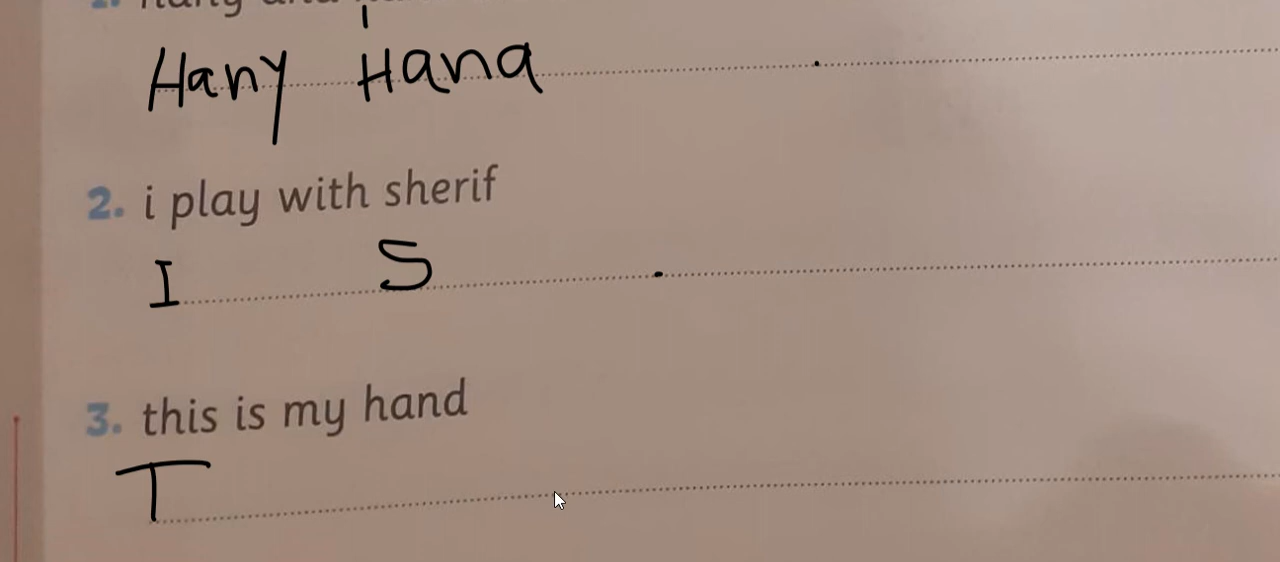 Hany Hana .
2. i play with sherif
I S .
3. this is my hand
T